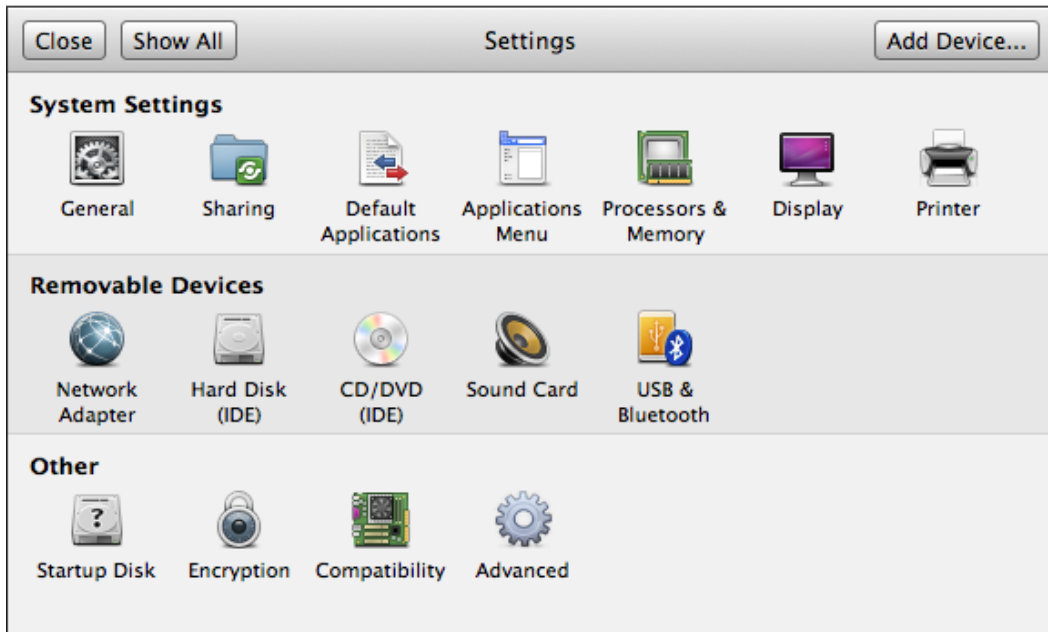 Close Show All Settings Add Device...
System Settings
General Sharing Default Applications Applications Menu Processors & Memory Display Printer
Removable Devices
Network Adapter Hard Disk (IDE) CD/DVD (IDE) Sound Card USB & Bluetooth
Other
?
Startup Disk Encryption Compatibility Advanced